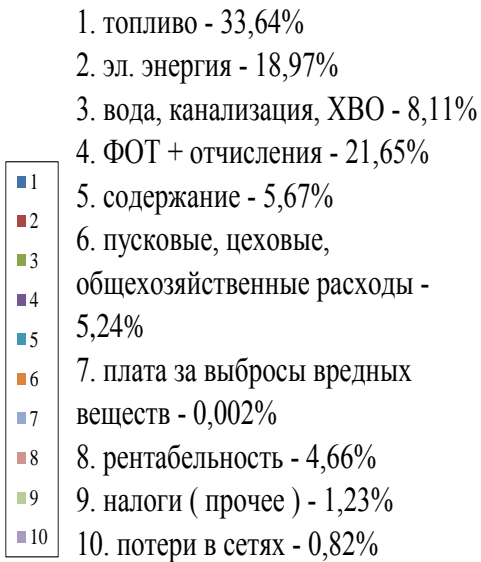 1. топливо - 33,64%
2. эл. энергия - 18,97%
3. вода, канализация, ХВО - 8,11%
4. ФОТ + отчисления - 21,65%
5. содержание - 5,67%
6. пусковые, цеховые,
общехозяйственные расходы -
5,24%
7. плата за выбросы вредных
веществ - 0,002%
8. рентабельность - 4,66%
9. налоги ( прочее ) - 1,23%
10. потери в сетях - 0,82%
1
2
3
4
5
6
7
8
9
10